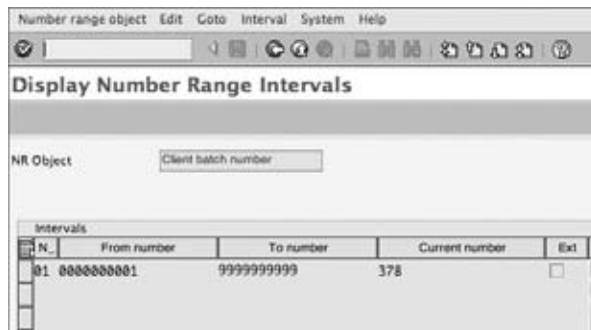 Number range object Edit Goto Interval System Help
Display Number Range Intervals
NR Object Client batch number
Intervals
N_ From number To number Current number Ext
01 0000000001 9999999999 378